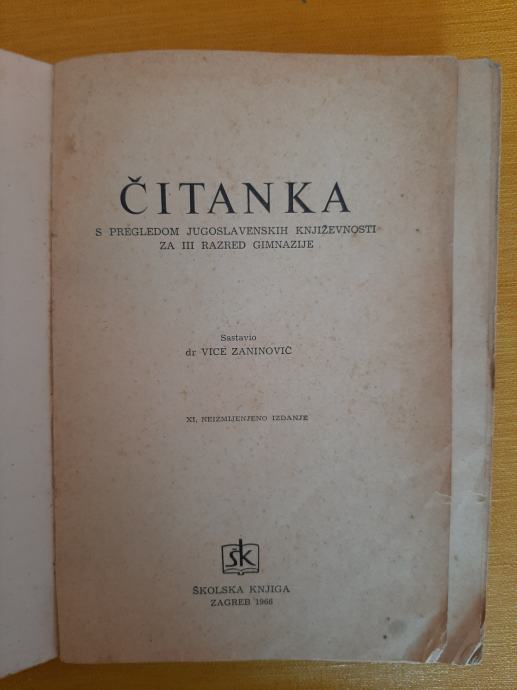 ČITANKA
S PREGLEDOM JUGOSLAVENSKIH KNJIŽEVNOSTI
ZA III RAZRED GIMNAZIJE
Sastavio
dr VICE ZANINOVIĆ
XI, NEIZMIJENJENO IZDANJE
ŠK
ŠKOLSKA KNJIGA
ZAGREB 1966